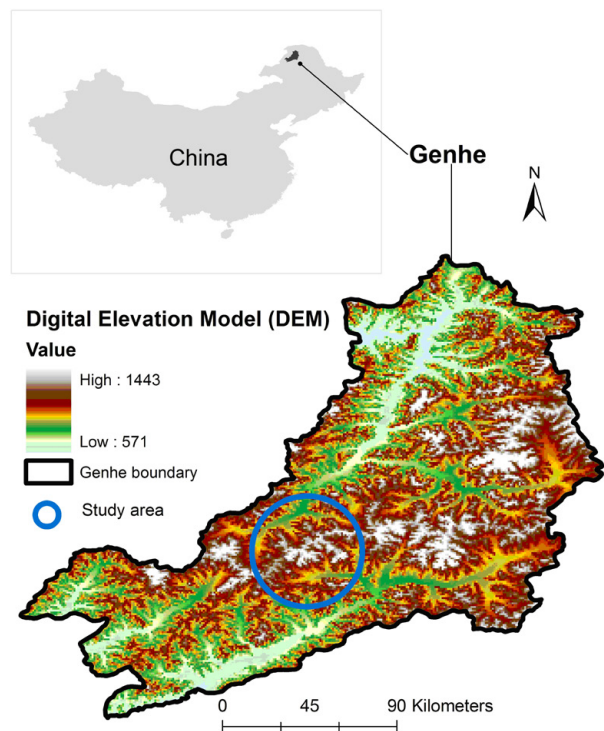 China
Genhe
N
Digital Elevation Model (DEM)
Value
High : 1443
Low : 571
Genhe boundary
Study area
0 45 90 Kilometers